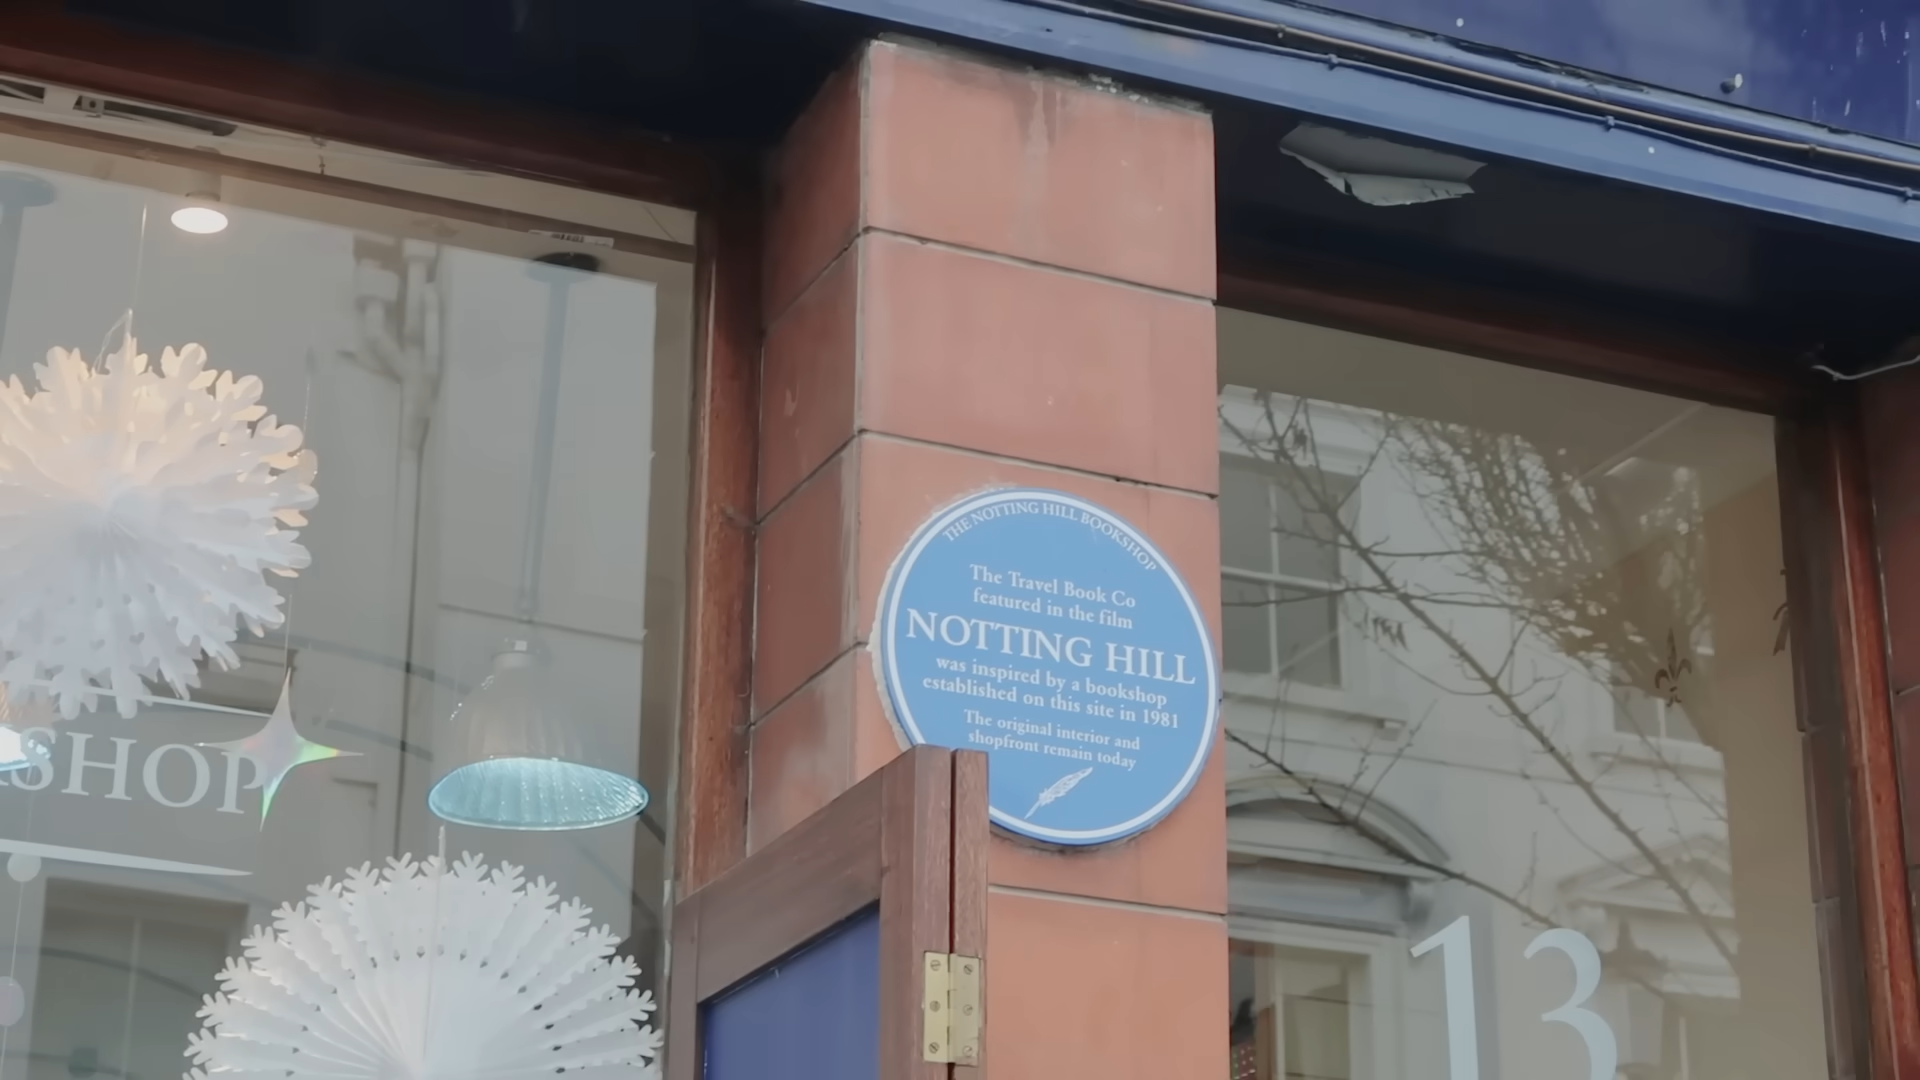 THE NOTTING HILL BOOKSHOP
The Travel Book Co
featured in the film
NOTTING HILL
was inspired by a bookshop
established on this site in 1981
The original interior and
shopfront remain today
SHOP
13